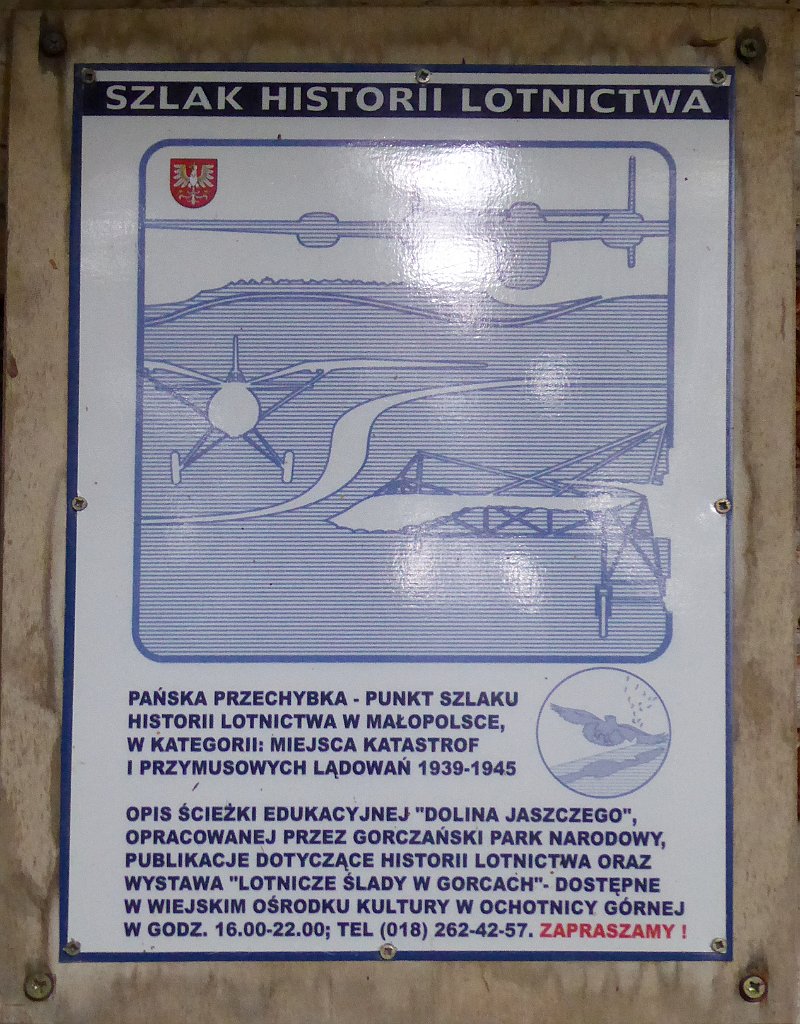 SZLAK HISTORII LOTNICTWA
PAŃSKA PRZECHYBKA - PUNKT SZLAKU
HISTORII LOTNICTWA W MAŁOPOLSCE,
W KATEGORII: MIEJSCA KATASTROF
I PRZYMUSOWYCH LĄDOWAŃ 1939-1945
OPIS ŚCIEŻKI EDUKACYJNEJ "DOLINA JASZCZEGO",
OPRACOWANEJ PRZEZ GORCZAŃSKI PARK NARODOWY,
PUBLIKACJE DOTYCZĄCE HISTORII LOTNICTWA ORAZ
WYSTAWA "LOTNICZE ŚLADY W GORCACH"- DOSTĘPNE
W WIEJSKIM OŚRODKU KULTURY W OCHOTNICY GÓRNEJ
W GODZ. 16.00-22.00; TEL (018) 262-42-57. ZAPRASZAMY !